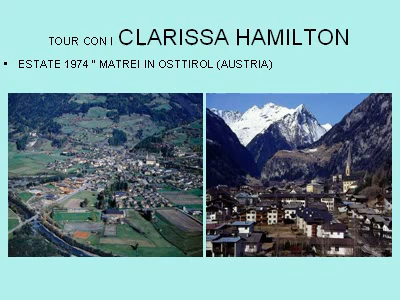 TOUR CON I CLARISSA HAMILTON
• ESTATE 1974 " MATREI IN OSTTIROL (AUSTRIA)